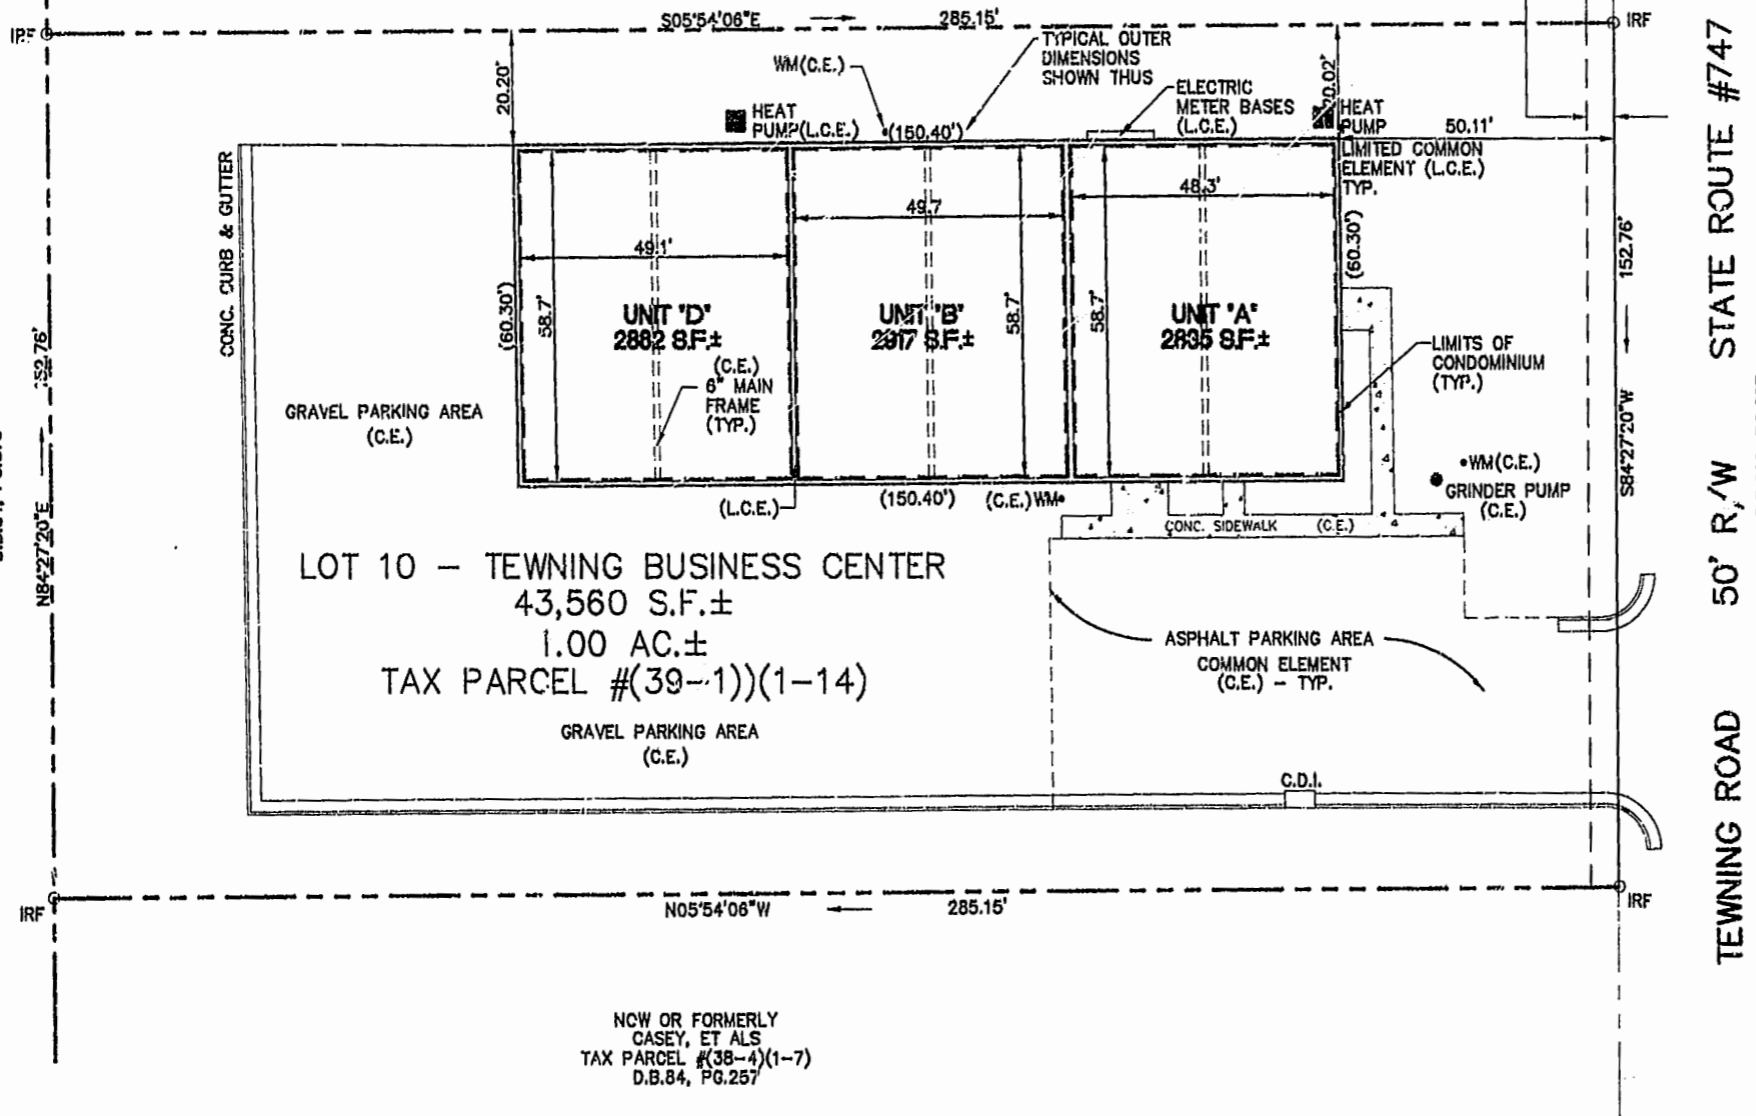 S05°54'06"E
285.15'
IRF
IRF
20.20'
WM(C.E.)
TYPICAL OUTER
DIMENSIONS
SHOWN THUS
HEAT
PUMP(L.C.E.)
(150.40')
ELECTRIC
METER BASES
(L.C.E.)
20.02'
HEAT
PUMP
50.11'
LIMITED COMMON
ELEMENT (L.C.E.)
TYP.
CONC. CURB & GUTTER
49.1'
49.7
48.3'
(60.30')
58.7'
58.7'
58.7'
(60.30')
UNIT "D"
2882 S.F.±
UNIT "B"
2917 S.F.±
UNIT "A"
2835 S.F.±
(C.E.)
6" MAIN
FRAME
(TYP.)
LIMITS OF
CONDOMINIUM
(TYP.)
152.76'
S84°27'20"W
152.76'
N84°27'20"E
GRAVEL PARKING AREA
(C.E.)
(L.C.E.)
(150.40')
(C.E.) WM
WM(C.E.)
GRINDER PUMP
(C.E.)
CONC. SIDEWALK (C.E.)
LOT 10 – TEWNING BUSINESS CENTER
43,560 S.F.±
1.00 AC.±
TAX PARCEL #(39-1))(1-14)
GRAVEL PARKING AREA
(C.E.)
ASPHALT PARKING AREA
COMMON ELEMENT
(C.E.) – TYP.
C.D.I.
IRF
IRF
N05°54'06"W
285.15'
TEWNING ROAD 50' R/W STATE ROUTE #747
NOW OR FORMERLY
CASEY, ET ALS
TAX PARCEL #(38-4)(1-7)
D.B.84, PG.257